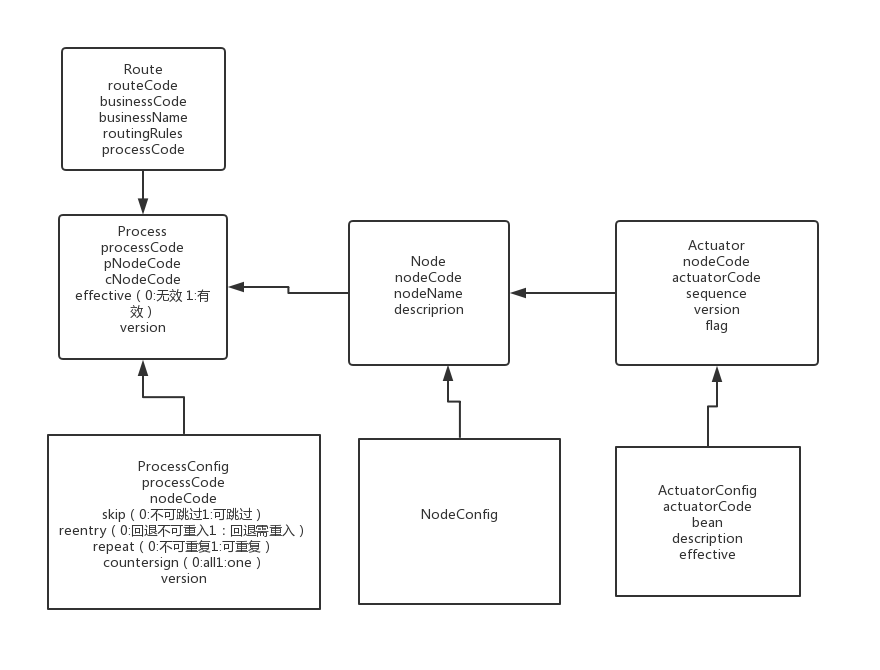 Route
routeCode
businessCode
businessName
routingRules
processCode
Process
processCode
pNodeCode
cNodeCode
effective（0:无效 1:有
效）
version
Node
nodeCode
nodeName
descriprion
Actuator
nodeCode
actuatorCode
sequence
version
flag
ProcessConfig
processCode
nodeCode
skip（0:不可跳过1:可跳过）
reentry（0:回退不可重入1：回退需重入）
repeat（0:不可重复1:可重复）
countersign（0:all1:one）
version
NodeConfig
ActuatorConfig
actuatorCode
bean
description
effective